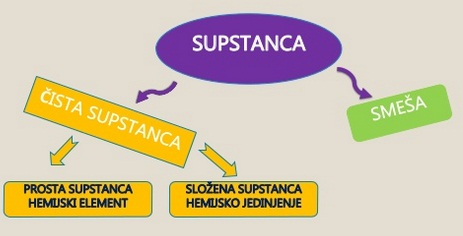 SUPSTANCA
ČISTA SUPSTANCA
SMEŠA
PROSTA SUPSTANCA
HEMIJSKI ELEMENT
SLOŽENA SUPSTANCA
HEMIJSKO JEDINJENJE